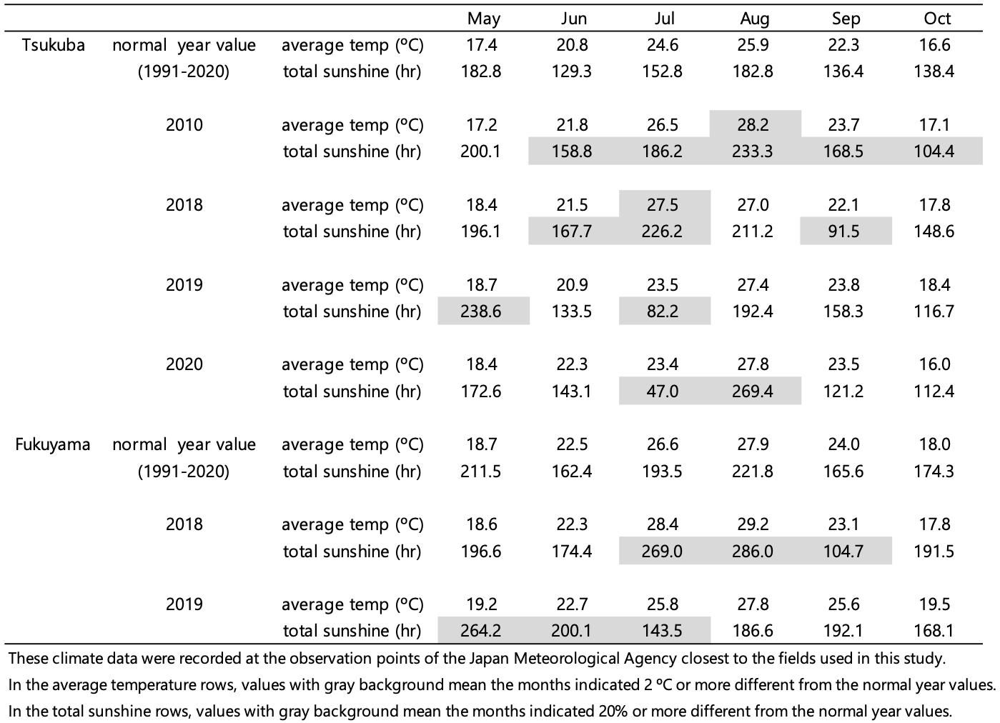 May Jun Jul Aug Sep Oct
Tsukuba normal year value average temp (ºC) 17.4 20.8 24.6 25.9 22.3 16.6
(1991-2020) total sunshine (hr) 182.8 129.3 152.8 182.8 136.4 138.4
2010 average temp (ºC) 17.2 21.8 26.5 28.2 23.7 17.1
total sunshine (hr) 200.1 158.8 186.2 233.3 168.5 104.4
2018 average temp (ºC) 18.4 21.5 27.5 27.0 22.1 17.8
total sunshine (hr) 196.1 167.7 226.2 211.2 91.5 148.6
2019 average temp (ºC) 18.7 20.9 23.5 27.4 23.8 18.4
total sunshine (hr) 238.6 133.5 82.2 192.4 158.3 116.7
2020 average temp (ºC) 18.4 22.3 23.4 27.8 23.5 16.0
total sunshine (hr) 172.6 143.1 47.0 269.4 121.2 112.4
Fukuyama normal year value average temp (ºC) 18.7 22.5 26.6 27.9 24.0 18.0
(1991-2020) total sunshine (hr) 211.5 162.4 193.5 221.8 165.6 174.3
2018 average temp (ºC) 18.6 22.3 28.4 29.2 23.1 17.8
total sunshine (hr) 196.6 174.4 269.0 286.0 104.7 191.5
2019 average temp (ºC) 19.2 22.7 25.8 27.8 25.6 19.5
total sunshine (hr) 264.2 200.1 143.5 186.6 192.1 168.1
These climate data were recorded at the observation points of the Japan Meteorological Agency closest to the fields used in this study.
In the average temperature rows, values with gray background mean the months indicated 2 ºC or more different from the normal year values.
In the total sunshine rows, values with gray background mean the months indicated 20% or more different from the normal year values.